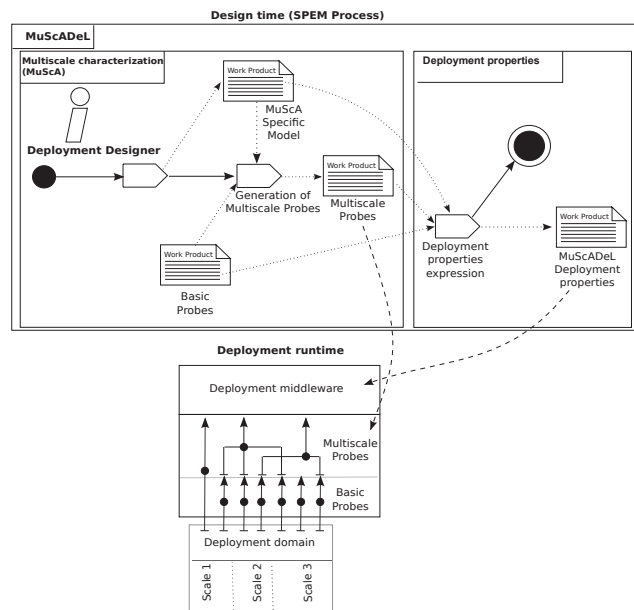 Design time (SPEM Process)
MuScADeL
Multiscale characterization
(MuScA)
Deployment properties
Work Product
MuScA
Specific
Model
Deployment Designer
Work Product
Generation of
Multiscale Probes
Multiscale
Probes
Work Product
Basic
Probes
Deployment
properties
expression
Work Product
MuScADeL
Deployment
properties
Deployment runtime
Deployment middleware
Multiscale
Probes
Basic
Probes
Deployment domain
Scale 1
Scale 2
Scale 3